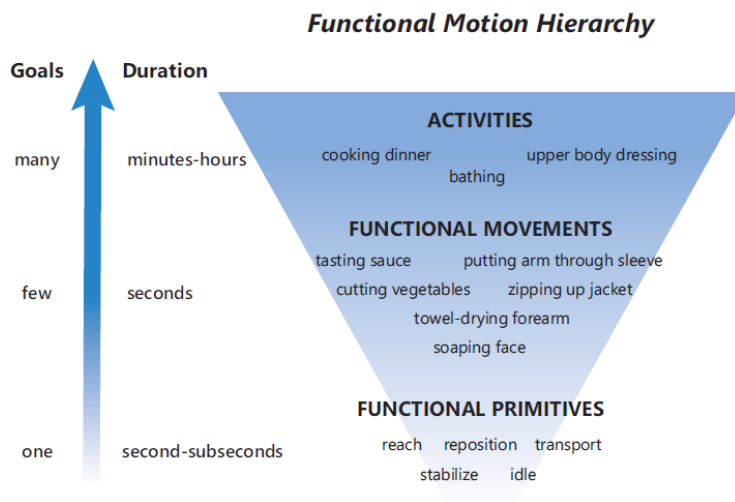 Functional Motion Hierarchy
Goals Duration
ACTIVITIES
many minutes-hours cooking dinner upper body dressing
bathing
FUNCTIONAL MOVEMENTS
tasting sauce putting arm through sleeve
few seconds cutting vegetables zipping up jacket
towel-drying forearm
soaping face
FUNCTIONAL PRIMITIVES
one second-subseconds reach reposition transport
stabilize idle